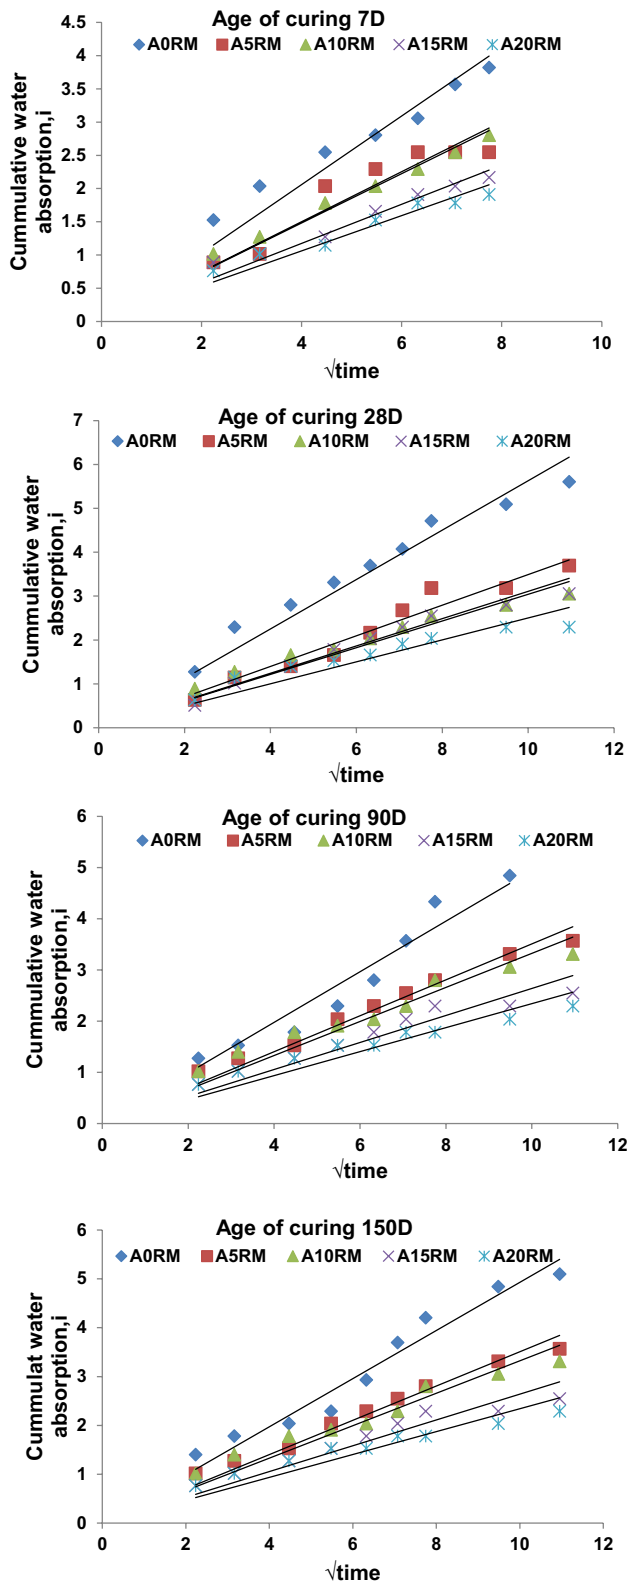 Age of curing 7D
A0RM A5RM A10RM A15RM A20RM
4.5
4
3.5
3
2.5
2
1.5
1
0.5
0
Cummulative water
absorption,i
0 2 4 6 8 10
√time
Age of curing 28D
A0RM A5RM A10RM A15RM A20RM
7
6
5
4
3
2
1
0
Cummulative water
absorption,i
0 2 4 6 8 10 12
√time
Age of curing 90D
A0RM A5RM A10RM A15RM A20RM
6
5
4
3
2
1
0
Cummulative water
absorption,i
0 2 4 6 8 10 12
√time
Age of curing 150D
A0RM A5RM A10RM A15RM A20RM
6
5
4
3
2
1
0
Cummulat water
absorption,i
0 2 4 6 8 10 12
√time